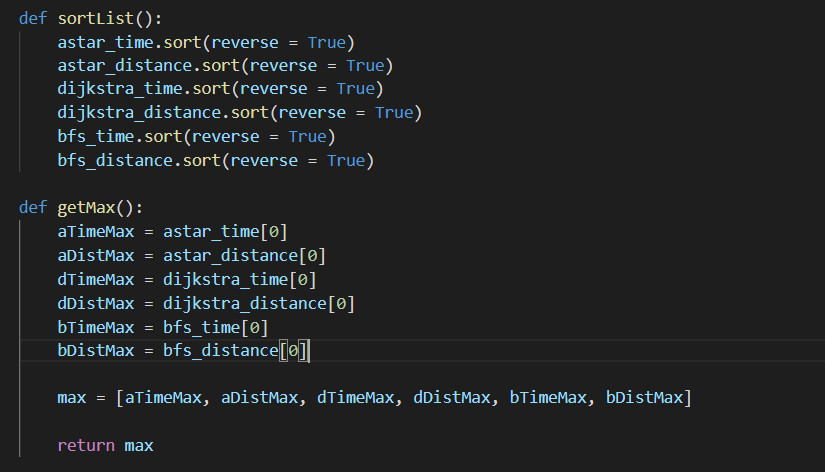 def sortList():
    astar_time.sort(reverse = True)
    astar_distance.sort(reverse = True)
    dijkstra_time.sort(reverse = True)
    dijkstra_distance.sort(reverse = True)
    bfs_time.sort(reverse = True)
    bfs_distance.sort(reverse = True)

def getMax():
    aTimeMax = astar_time[0]
    aDistMax = astar_distance[0]
    dTimeMax = dijkstra_time[0]
    dDistMax = dijkstra_distance[0]
    bTimeMax = bfs_time[0]
    bDistMax = bfs_distance[0]

    max = [aTimeMax, aDistMax, dTimeMax, dDistMax, bTimeMax, bDistMax]

    return max